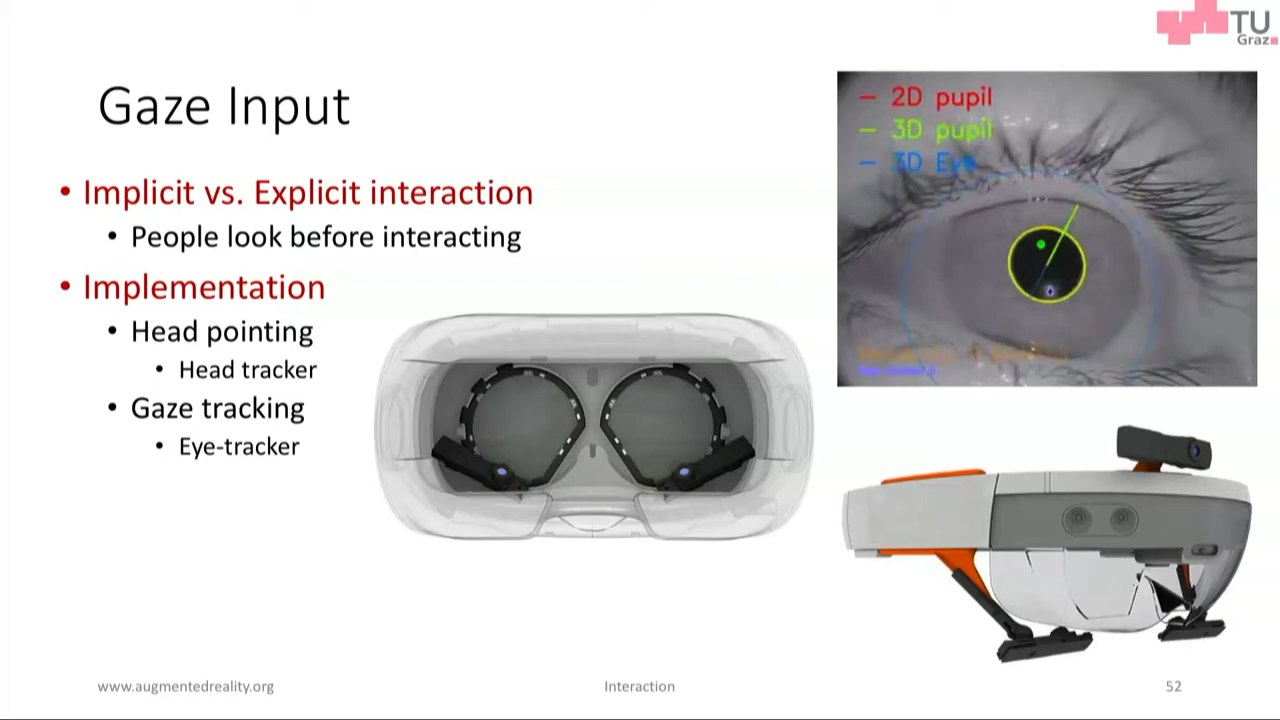 TU
Graz
Gaze Input
• Implicit vs. Explicit interaction
• People look before interacting
• Implementation
• Head pointing
• Head tracker
• Gaze tracking
• Eye-tracker
– 2D pupil
– 3D pupil
– 3D Eye
www.augmentedreality.org
Interaction
52